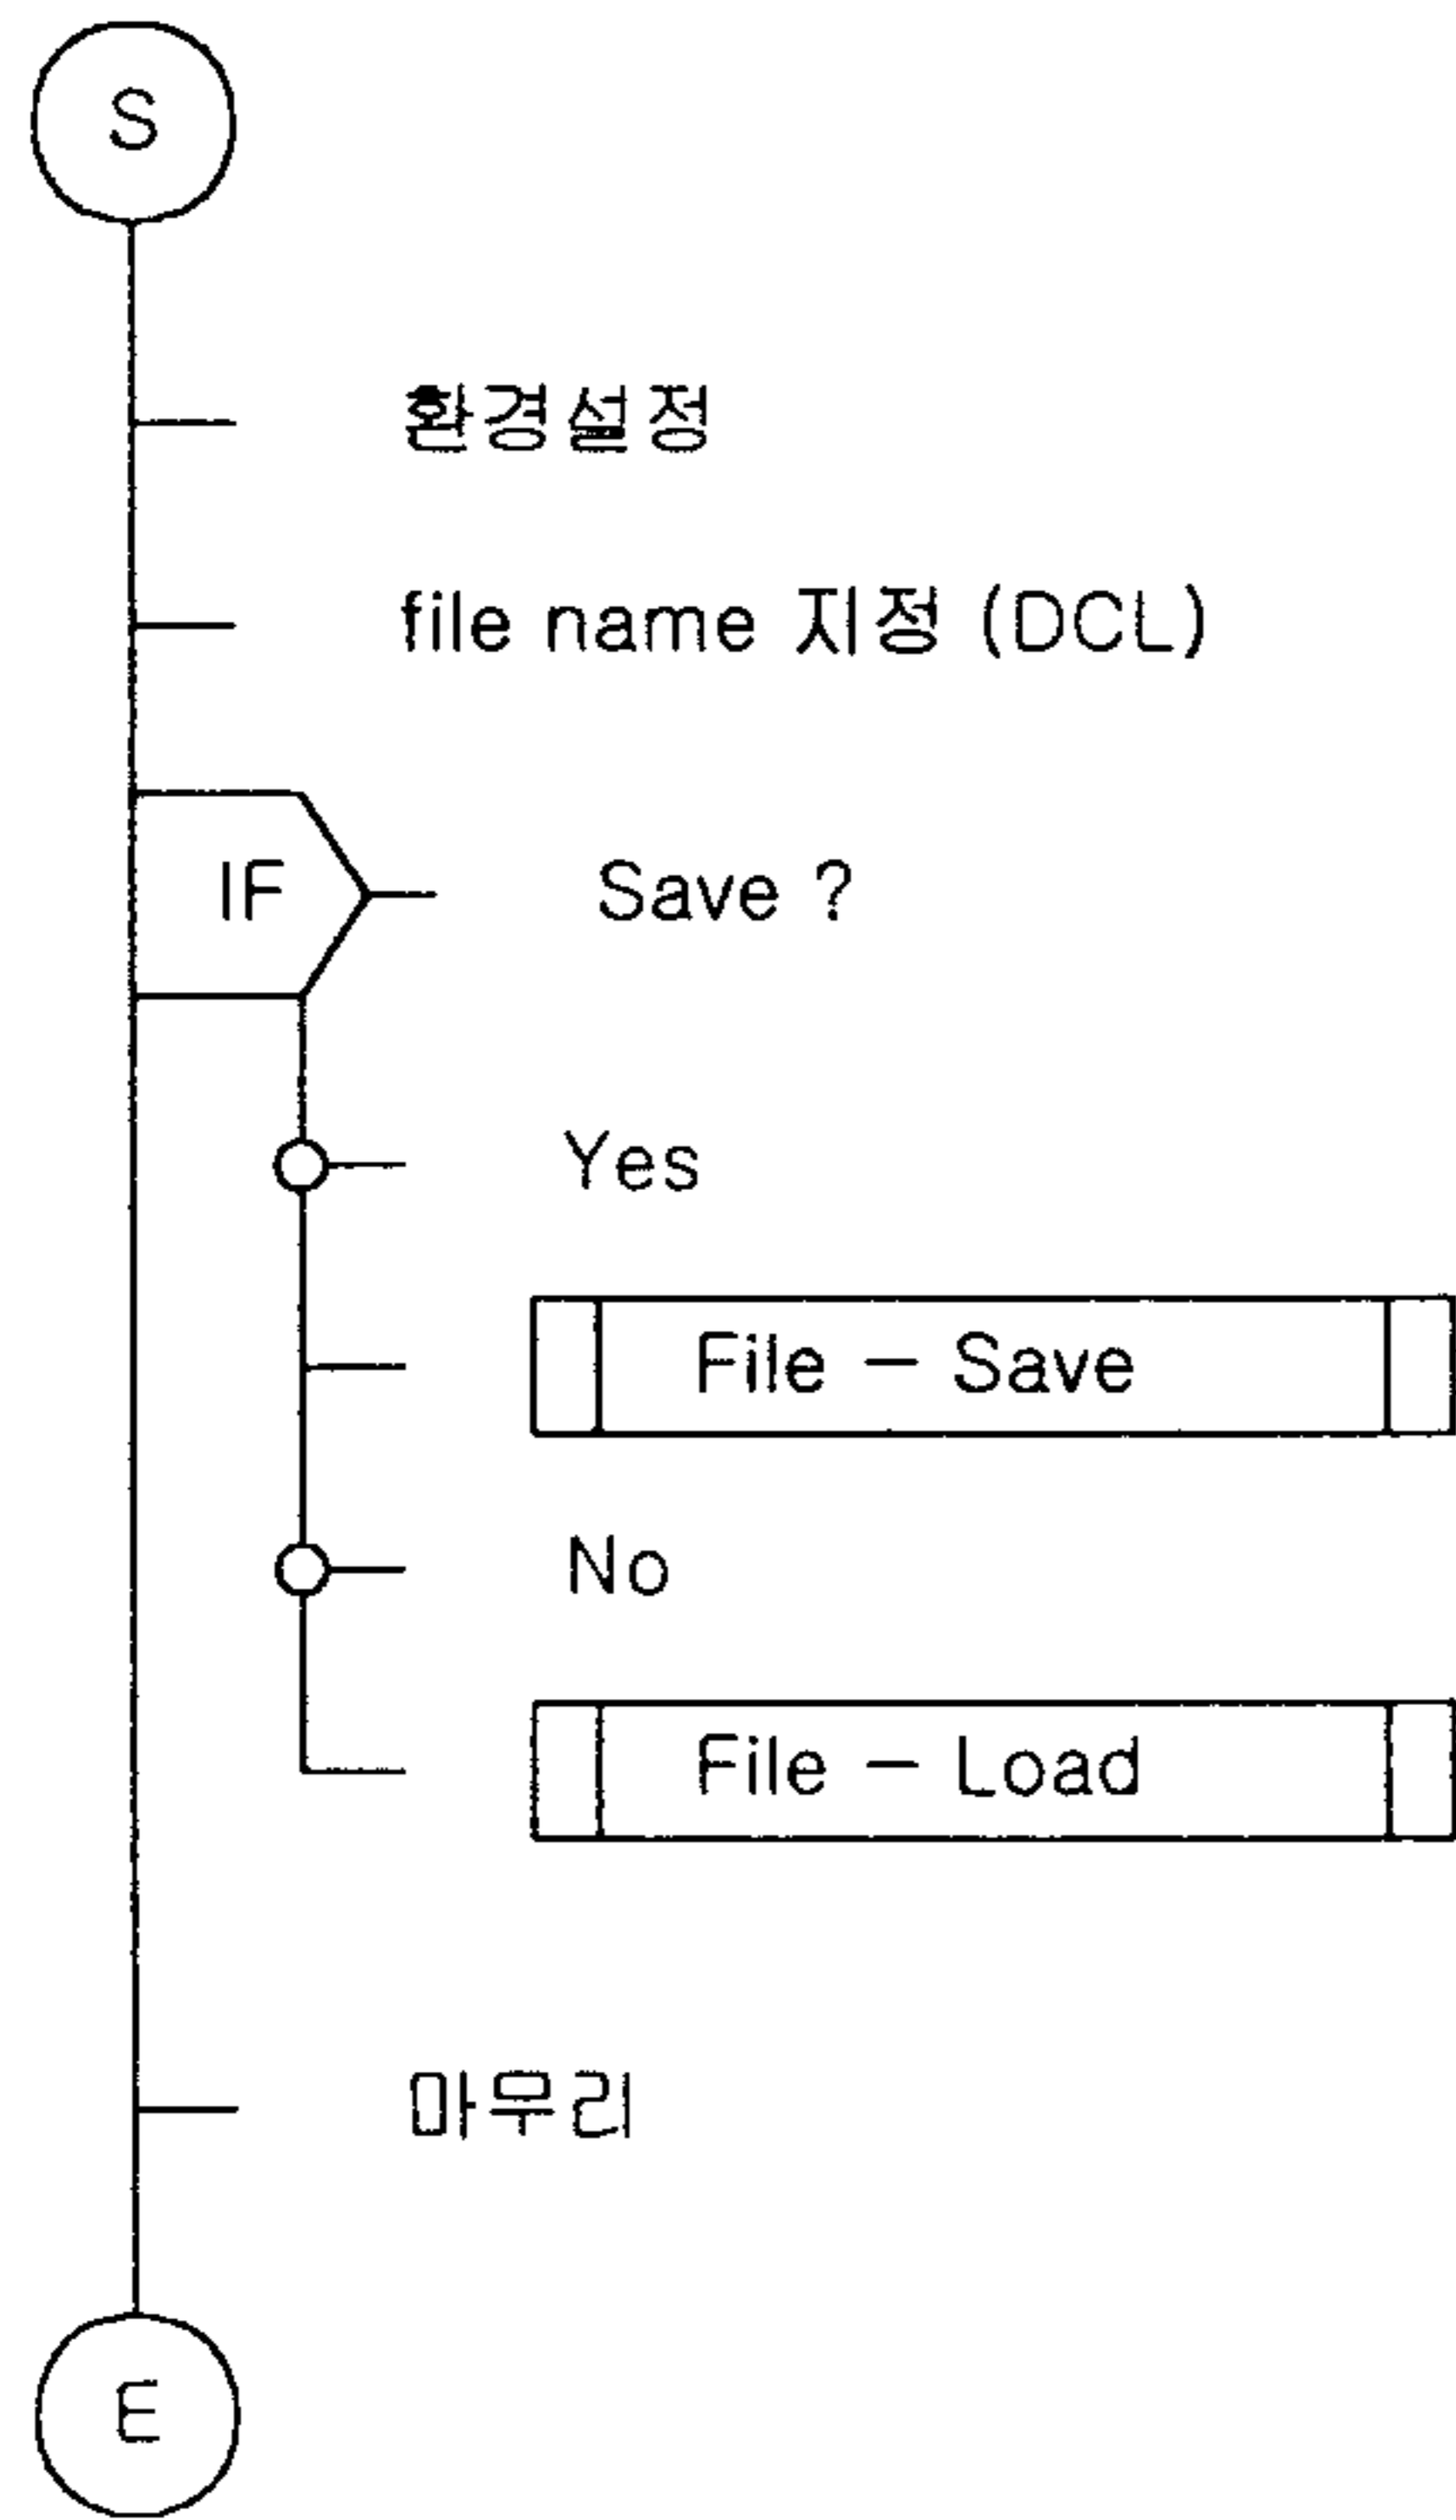 S
환경설정
file name 지정 (DCL)
IF
Save ?
Yes
File - Save
No
File - Load
마무리
E